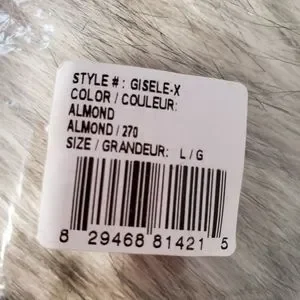 STYLE #: GISELE-X
COLOR / COULEUR:
ALMOND
ALMOND / 270
SIZE / GRANDEUR: L / G
8 29468 81421 5